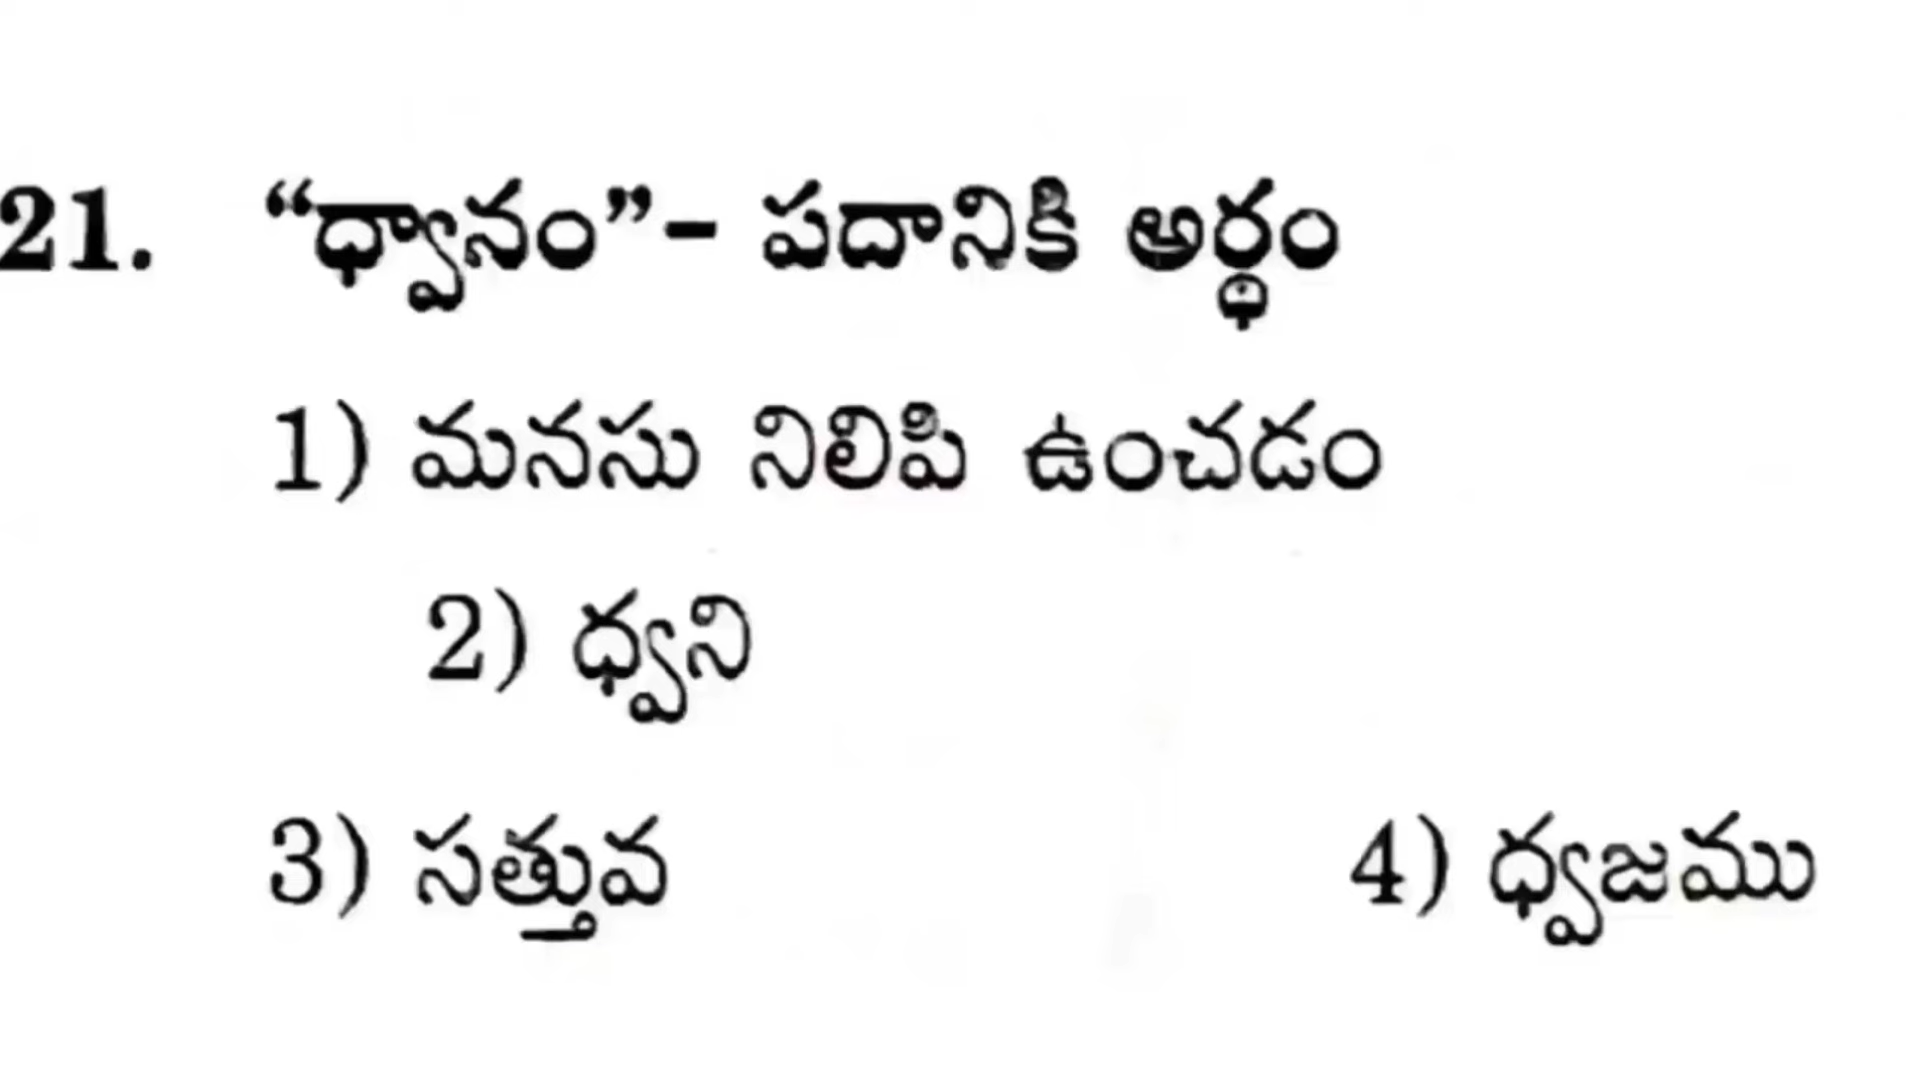 21. “ధ్వానం”– పదానికి అర్థం
1) మనసు నిలిపి ఉంచడం
2) ధ్వని
3) సత్తువ 4) ధ్వజము